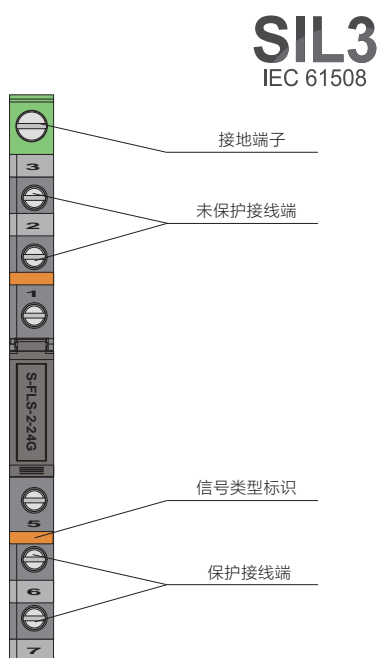 SIL3
IEC 61508
接地端子
3
未保护接线端
2
1
S-FLS-2-24G
信号类型标识
5
保护接线端
6
7